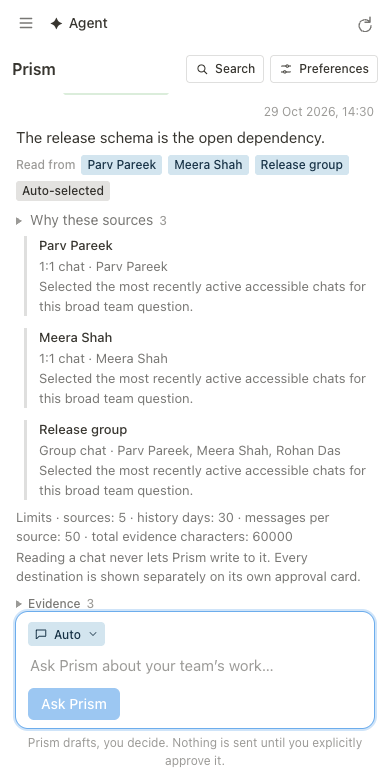 Agent
Prism
Search
Preferences
29 Oct 2026, 14:30
The release schema is the open dependency.
Read from Parv Pareek Meera Shah Release group
Auto-selected
Why these sources 3
Parv Pareek
1:1 chat · Parv Pareek
Selected the most recently active accessible chats for
this broad team question.
Meera Shah
1:1 chat · Meera Shah
Selected the most recently active accessible chats for
this broad team question.
Release group
Group chat · Parv Pareek, Meera Shah, Rohan Das
Selected the most recently active accessible chats for
this broad team question.
Limits · sources: 5 · history days: 30 · messages per
source: 50 · total evidence characters: 60000
Reading a chat never lets Prism write to it. Every
destination is shown separately on its own approval card.
Evidence 3
Auto
Ask Prism about your team's work...
Ask Prism
Prism drafts, you decide. Nothing is sent until you explicitly
approve it.